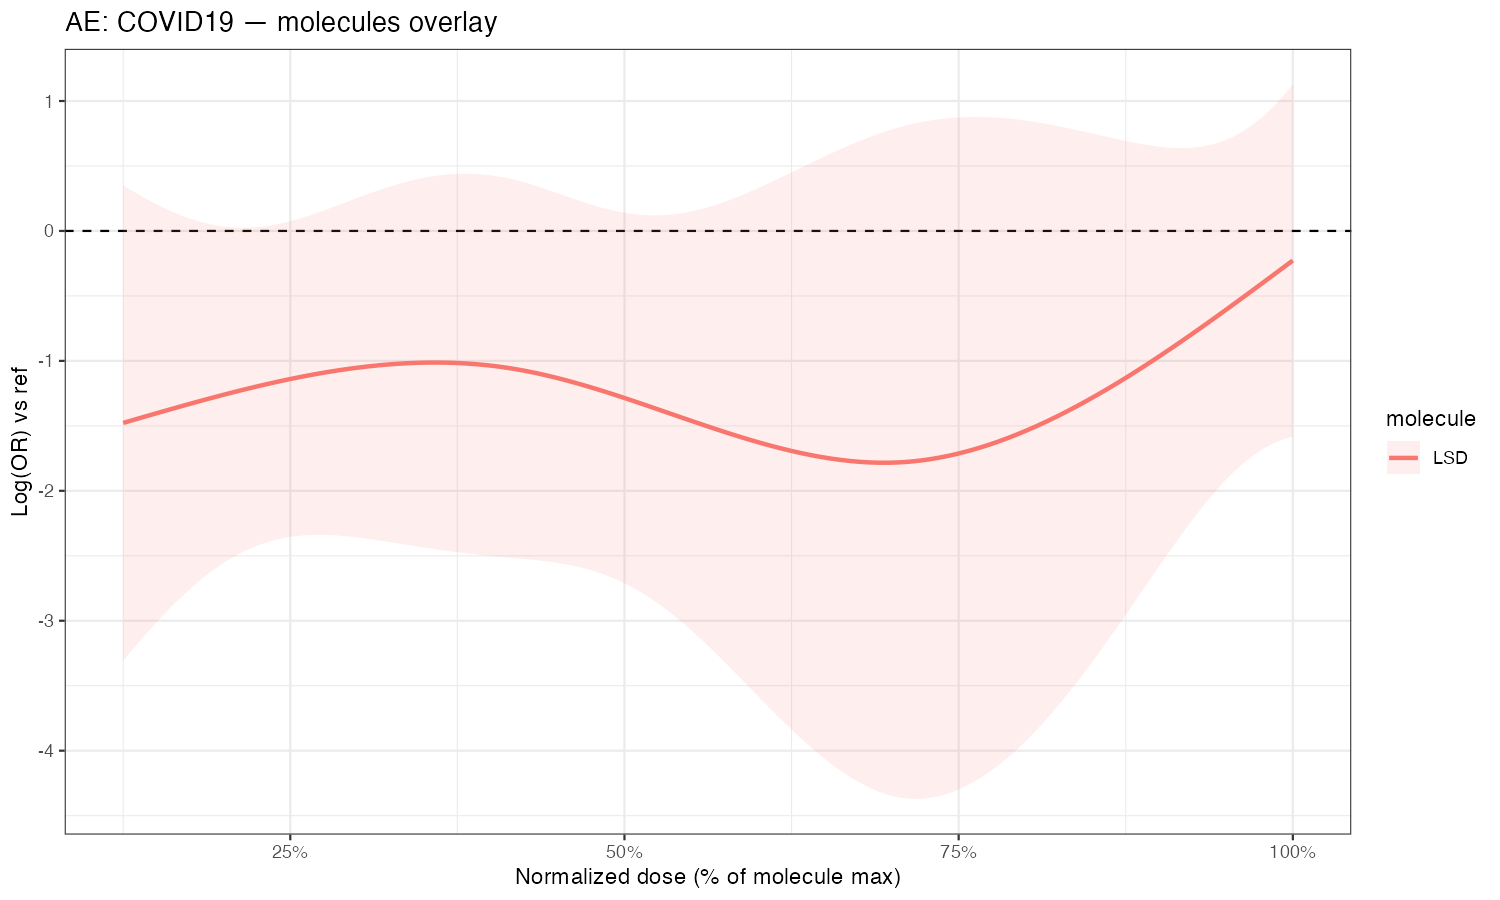 AE: COVID19 — molecules overlay
1
0
-1
-2
-3
-4
Log(OR) vs ref
25%
50%
75%
100%
Normalized dose (% of molecule max)
molecule
LSD